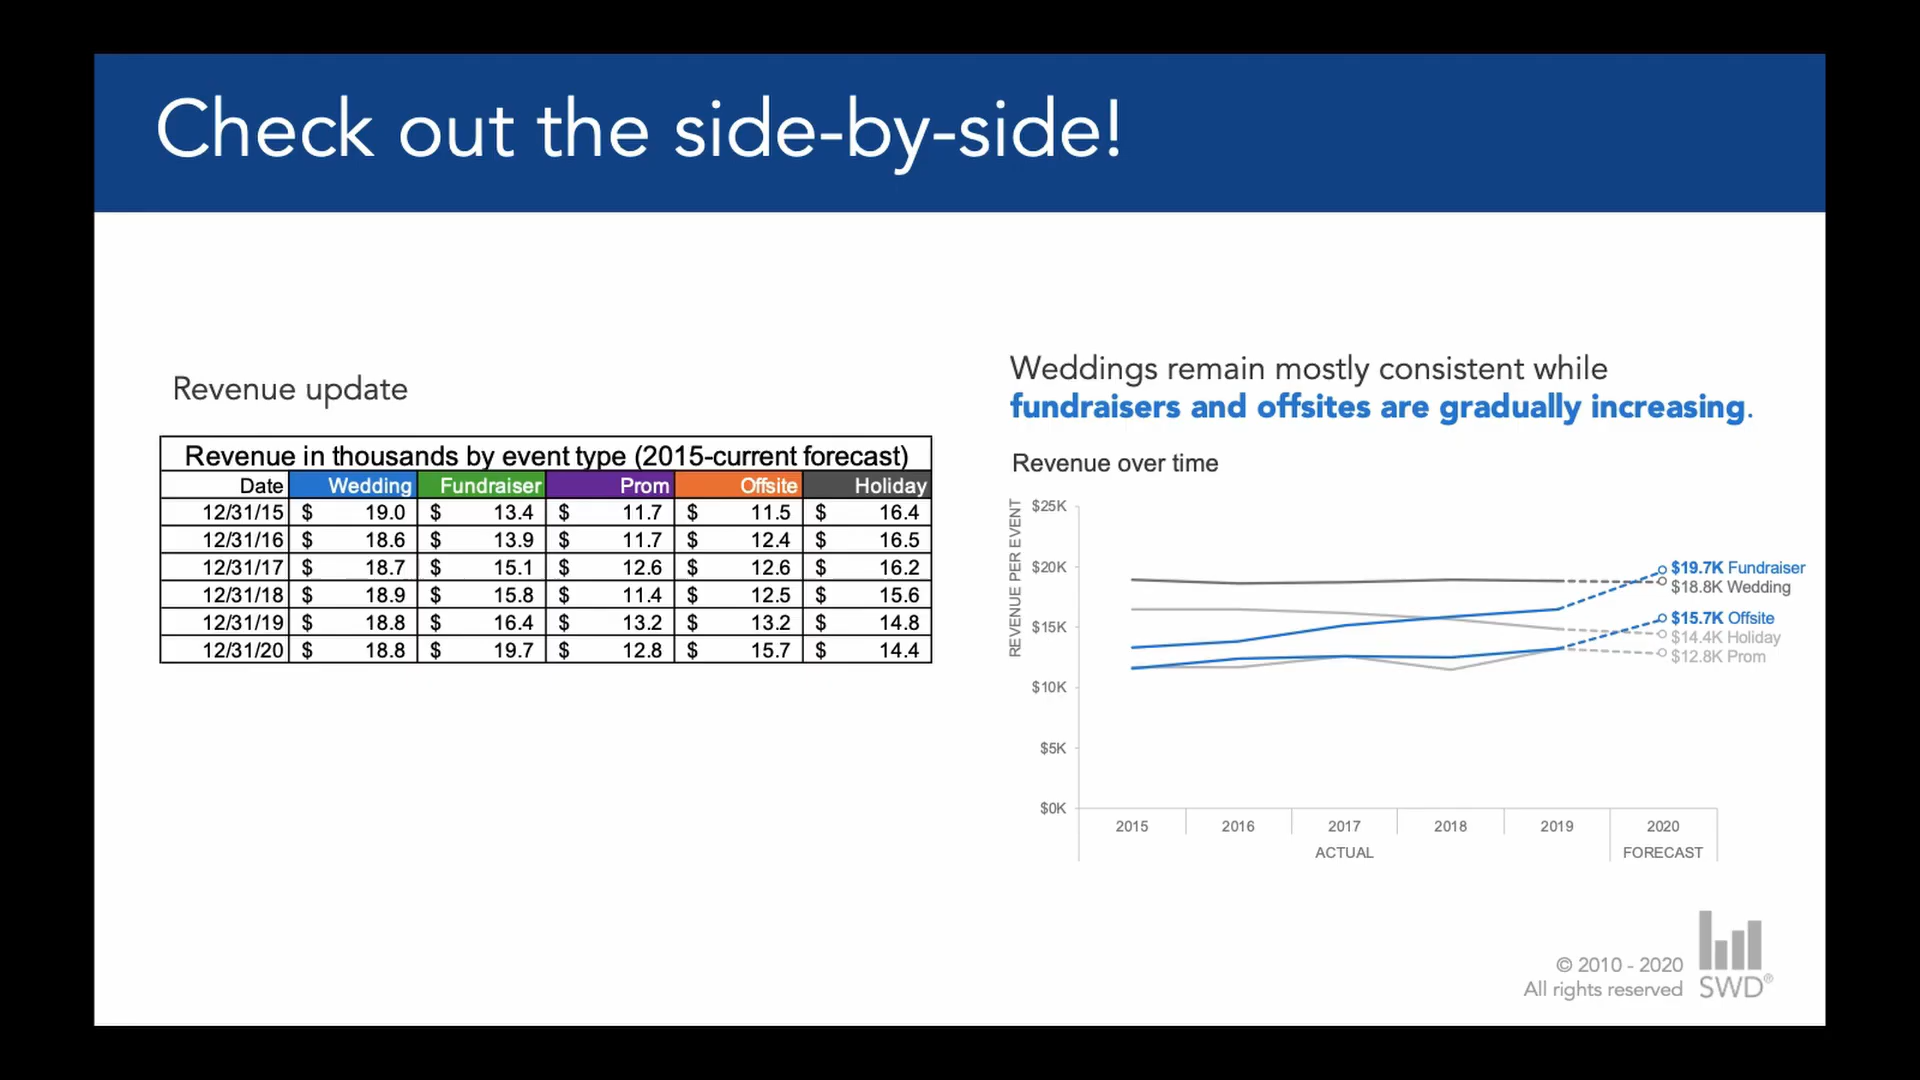 Check out the side-by-side!
Revenue update
Revenue in thousands by event type (2015-current forecast)
Date Wedding Fundraiser Prom Offsite Holiday
12/31/15 $ 19.0 $ 13.4 $ 11.7 $ 11.5 $ 16.4
12/31/16 $ 18.6 $ 13.9 $ 11.7 $ 12.4 $ 16.5
12/31/17 $ 18.7 $ 15.1 $ 12.6 $ 12.6 $ 16.2
12/31/18 $ 18.9 $ 15.8 $ 11.4 $ 12.5 $ 15.6
12/31/19 $ 18.8 $ 16.4 $ 13.2 $ 13.2 $ 14.8
12/31/20 $ 18.8 $ 19.7 $ 12.8 $ 15.7 $ 14.4
Weddings remain mostly consistent while
fundraisers and offsites are gradually increasing.
Revenue over time
REVENUE PER EVENT
$25K
$20K
$15K
$10K
$5K
$0K
$19.7K Fundraiser
$18.8K Wedding
$15.7K Offsite
$14.4K Holiday
$12.8K Prom
2015 2016 2017 2018 2019 2020
ACTUAL FORECAST
© 2010 - 2020
All rights reserved
SWD®